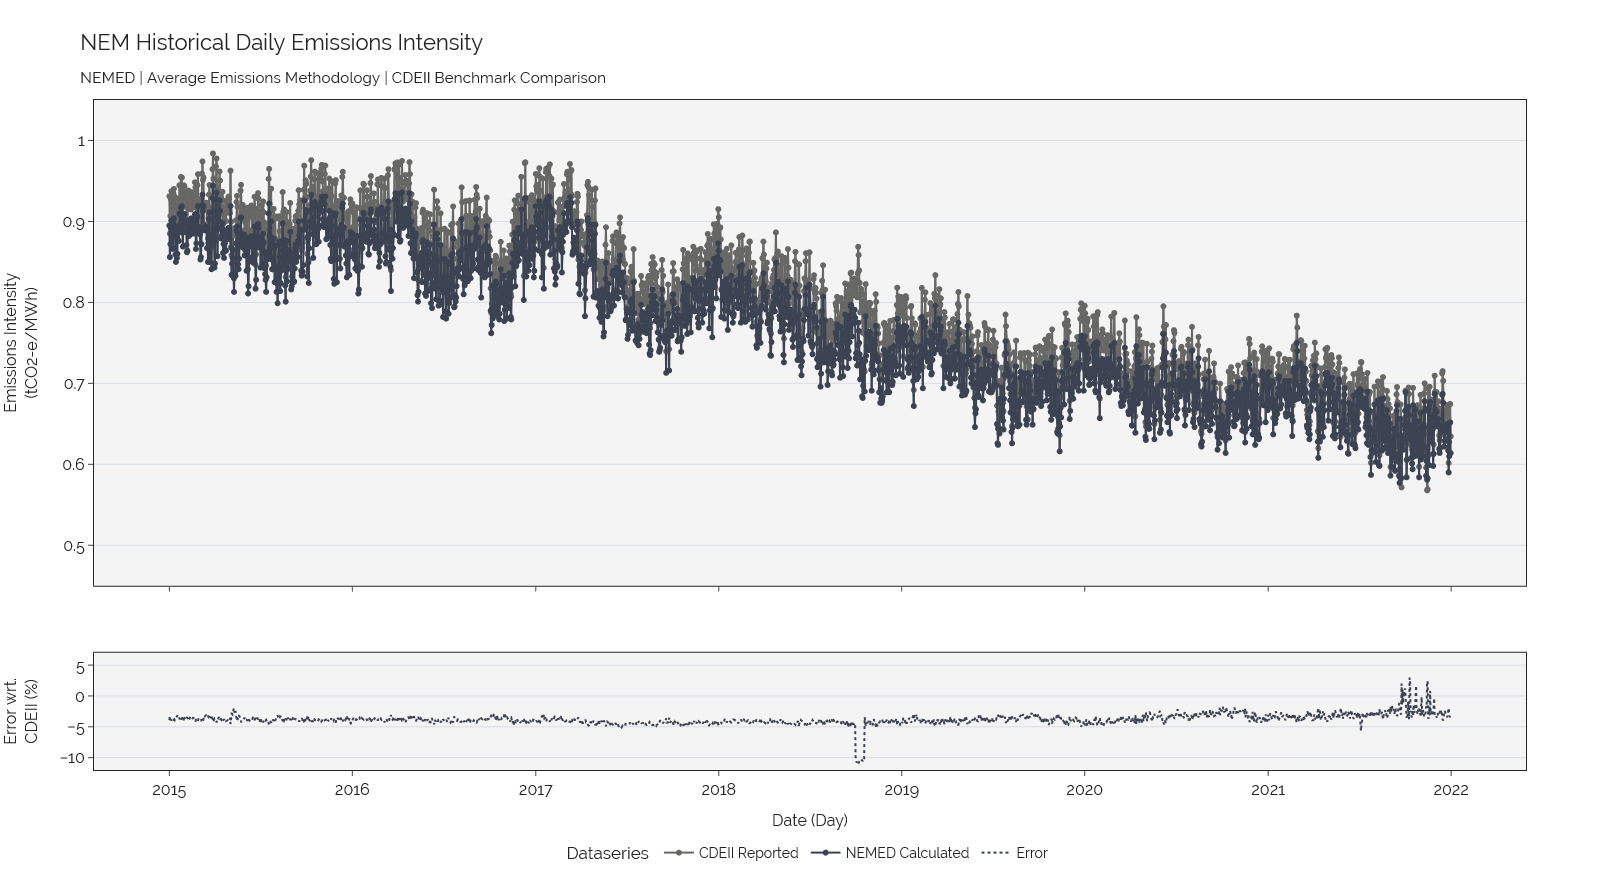 NEM Historical Daily Emissions Intensity
NEMED | Average Emissions Methodology | CDEII Benchmark Comparison
Emissions Intensity
(tCO2-e/MWh)
1
0.9
0.8
0.7
0.6
0.5
Error wrt.
CDEII (%)
5
0
−5
−10
2015 2016 2017 2018 2019 2020 2021 2022
Date (Day)
Dataseries CDEII Reported NEMED Calculated Error